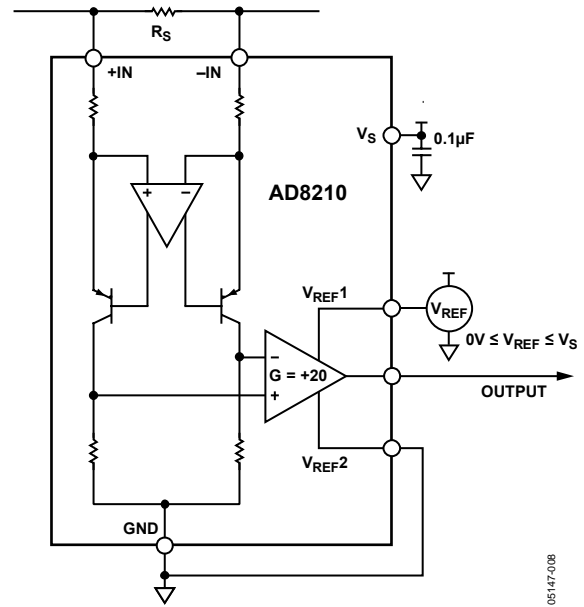 R_S
+IN
–IN
V_S
0.1µF
AD8210
+
–
V_REF1
V_REF
0V ≤ V_REF ≤ V_S
–
G = +20
+
OUTPUT
V_REF2
GND
05147-008